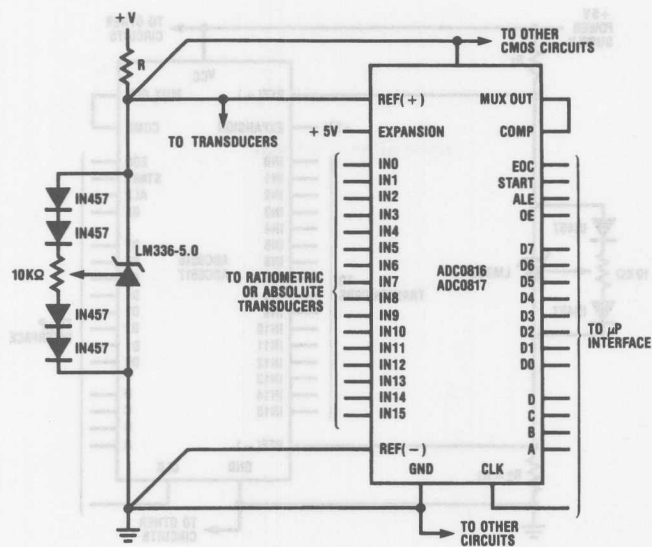 + V
R
TO OTHER
CMOS CIRCUITS
TO TRANSDUCERS
REF(+)
MUX OUT
+ 5V
EXPANSION
COMP
IN0
IN1
IN2
IN3
IN4
IN5
IN6
IN7
IN8
IN9
IN10
IN11
IN12
IN13
IN14
IN15
EOC
START
ALE
OE
D7
D6
D5
D4
D3
D2
D1
D0
D
C
B
A
ADC0816
ADC0817
IN457
IN457
LM336-5.0
10KΩ
IN457
IN457
TO RATIOMETRIC
OR ABSOLUTE
TRANSDUCERS
TO μP
INTERFACE
REF(−)
GND
CLK
TO OTHER
CIRCUITS